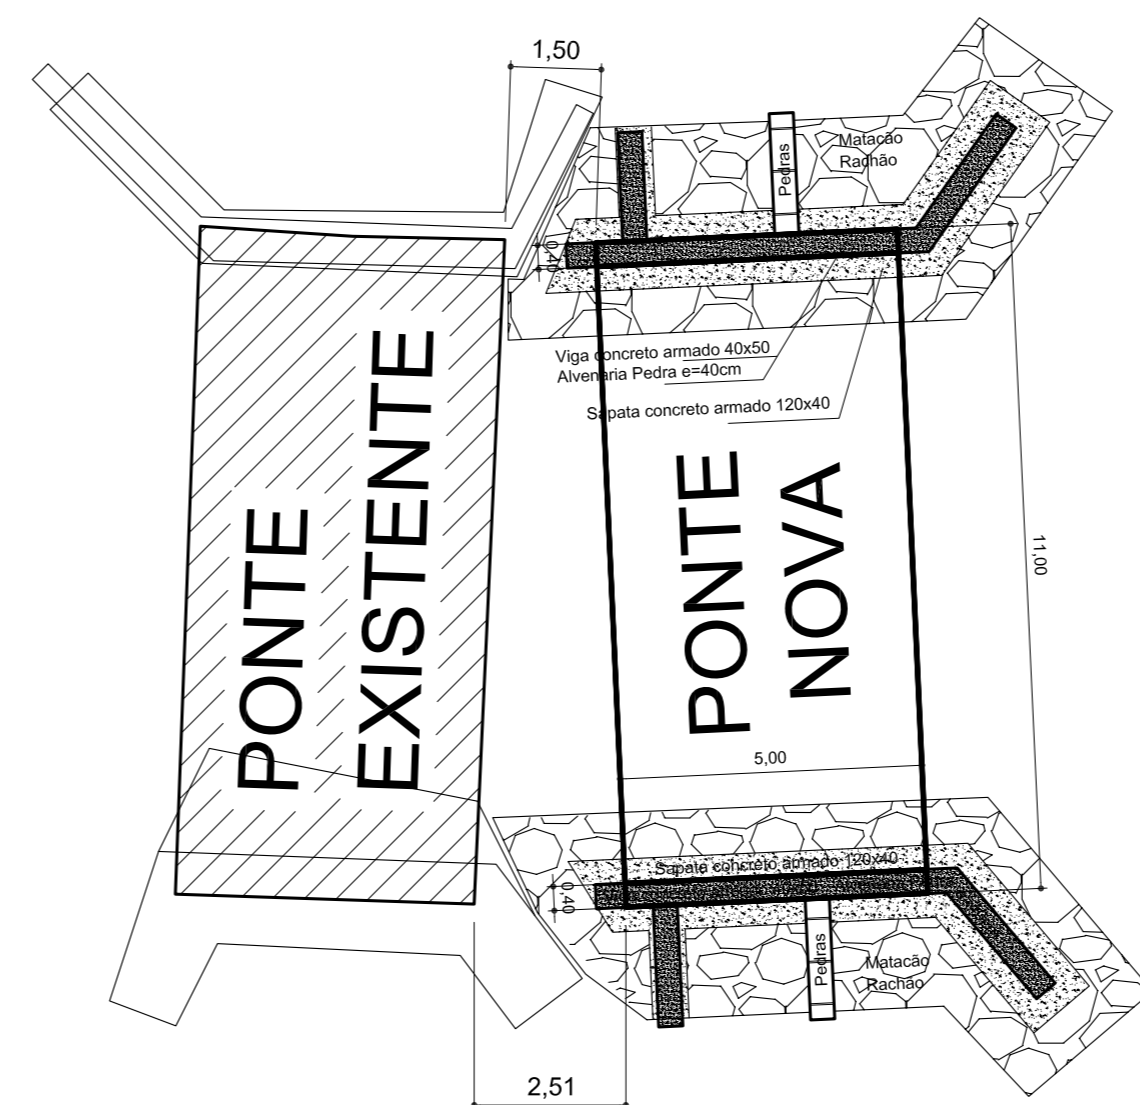 1,50
Pedras
Matacão
Rachão
0,40
Viga concreto armado 40x50
Alvenaria Pedra e=40cm
Sapata concreto armado 120x40
PONTE
EXISTENTE
PONTE
NOVA
11,00
5,00
Sapata concreto armado 120x40
0,40
Pedras
Matacão
Rachão
2,51